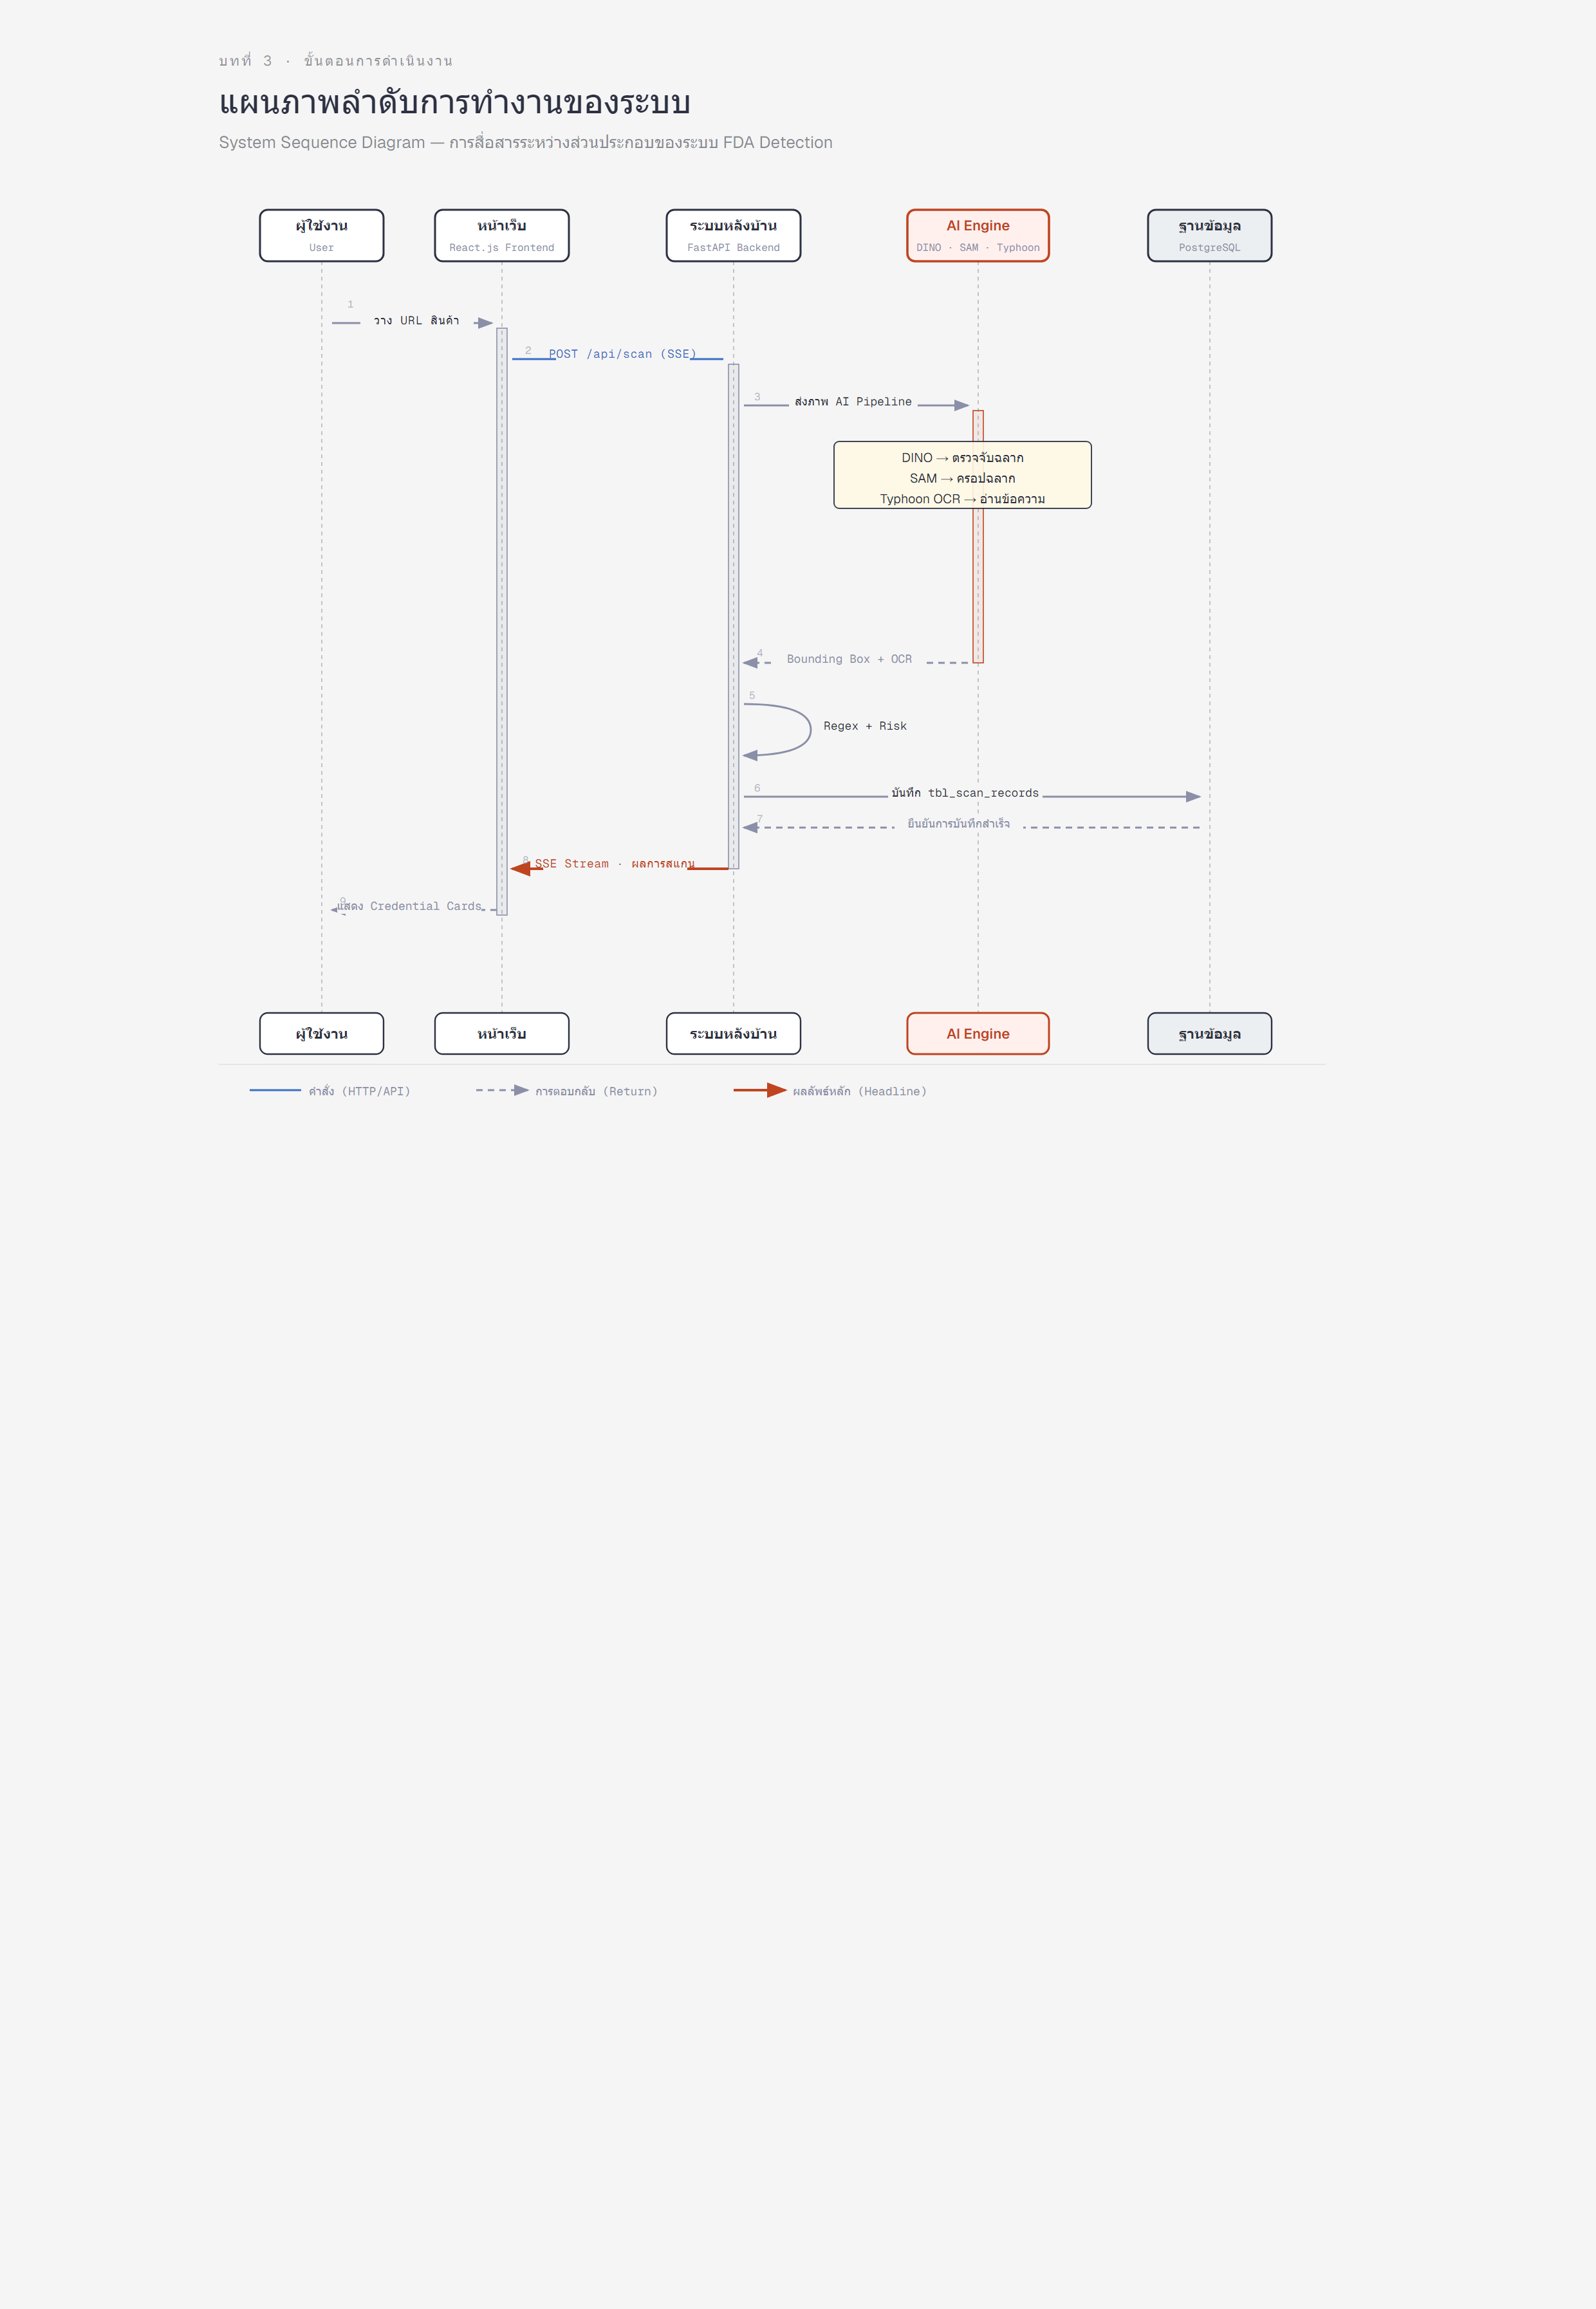 บทที่ 3 · ขั้นตอนการดำเนินงาน
แผนภาพลำดับการทำงานของระบบ
System Sequence Diagram — การสื่อสารระหว่างส่วนประกอบของระบบ FDA Detection
ผู้ใช้งาน
User
หน้าเว็บ
React.js Frontend
ระบบหลังบ้าน
FastAPI Backend
AI Engine
DINO · SAM · Typhoon
ฐานข้อมูล
PostgreSQL
1
วาง URL สินค้า
2
POST /api/scan (SSE)
3
ส่งภาพ AI Pipeline
DINO → ตรวจจับฉลาก
SAM → ครอปฉลาก
Typhoon OCR → อ่านข้อความ
4
Bounding Box + OCR
5
Regex + Risk
6
บันทึก tbl_scan_records
7
ยืนยันการบันทึกสำเร็จ
8
SSE Stream · ผลการสแกน
9
แสดง Credential Cards
ผู้ใช้งาน
หน้าเว็บ
ระบบหลังบ้าน
AI Engine
ฐานข้อมูล
คำสั่ง (HTTP/API)
การตอบกลับ (Return)
ผลลัพธ์หลัก (Headline)